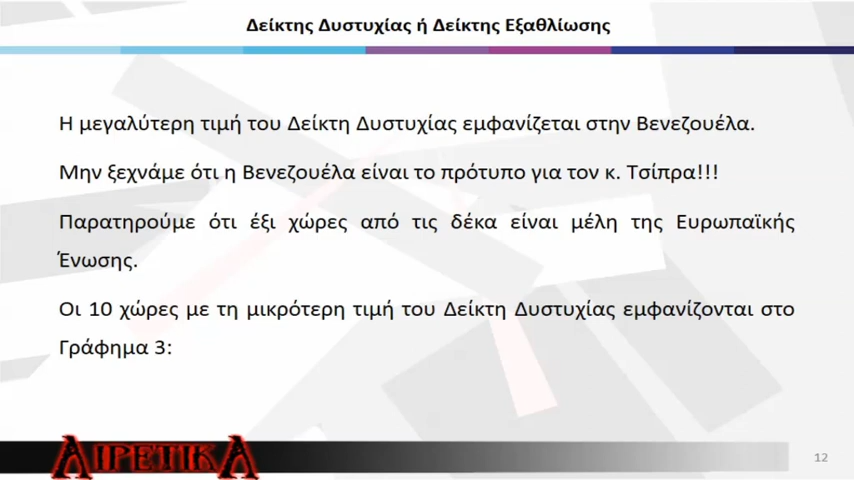 Δείκτης Δυστυχίας ή Δείκτης Εξαθλίωσης
Η μεγαλύτερη τιμή του Δείκτη Δυστυχίας εμφανίζεται στην Βενεζουέλα.
Μην ξεχνάμε ότι η Βενεζουέλα είναι το πρότυπο για τον κ. Τσίπρα!!!
Παρατηρούμε ότι έξι χώρες από τις δέκα είναι μέλη της Ευρωπαϊκής
Ένωσης.
Οι 10 χώρες με τη μικρότερη τιμή του Δείκτη Δυστυχίας εμφανίζονται στο
Γράφημα 3:
ΑΙΡΕΤΙΚΑ
12